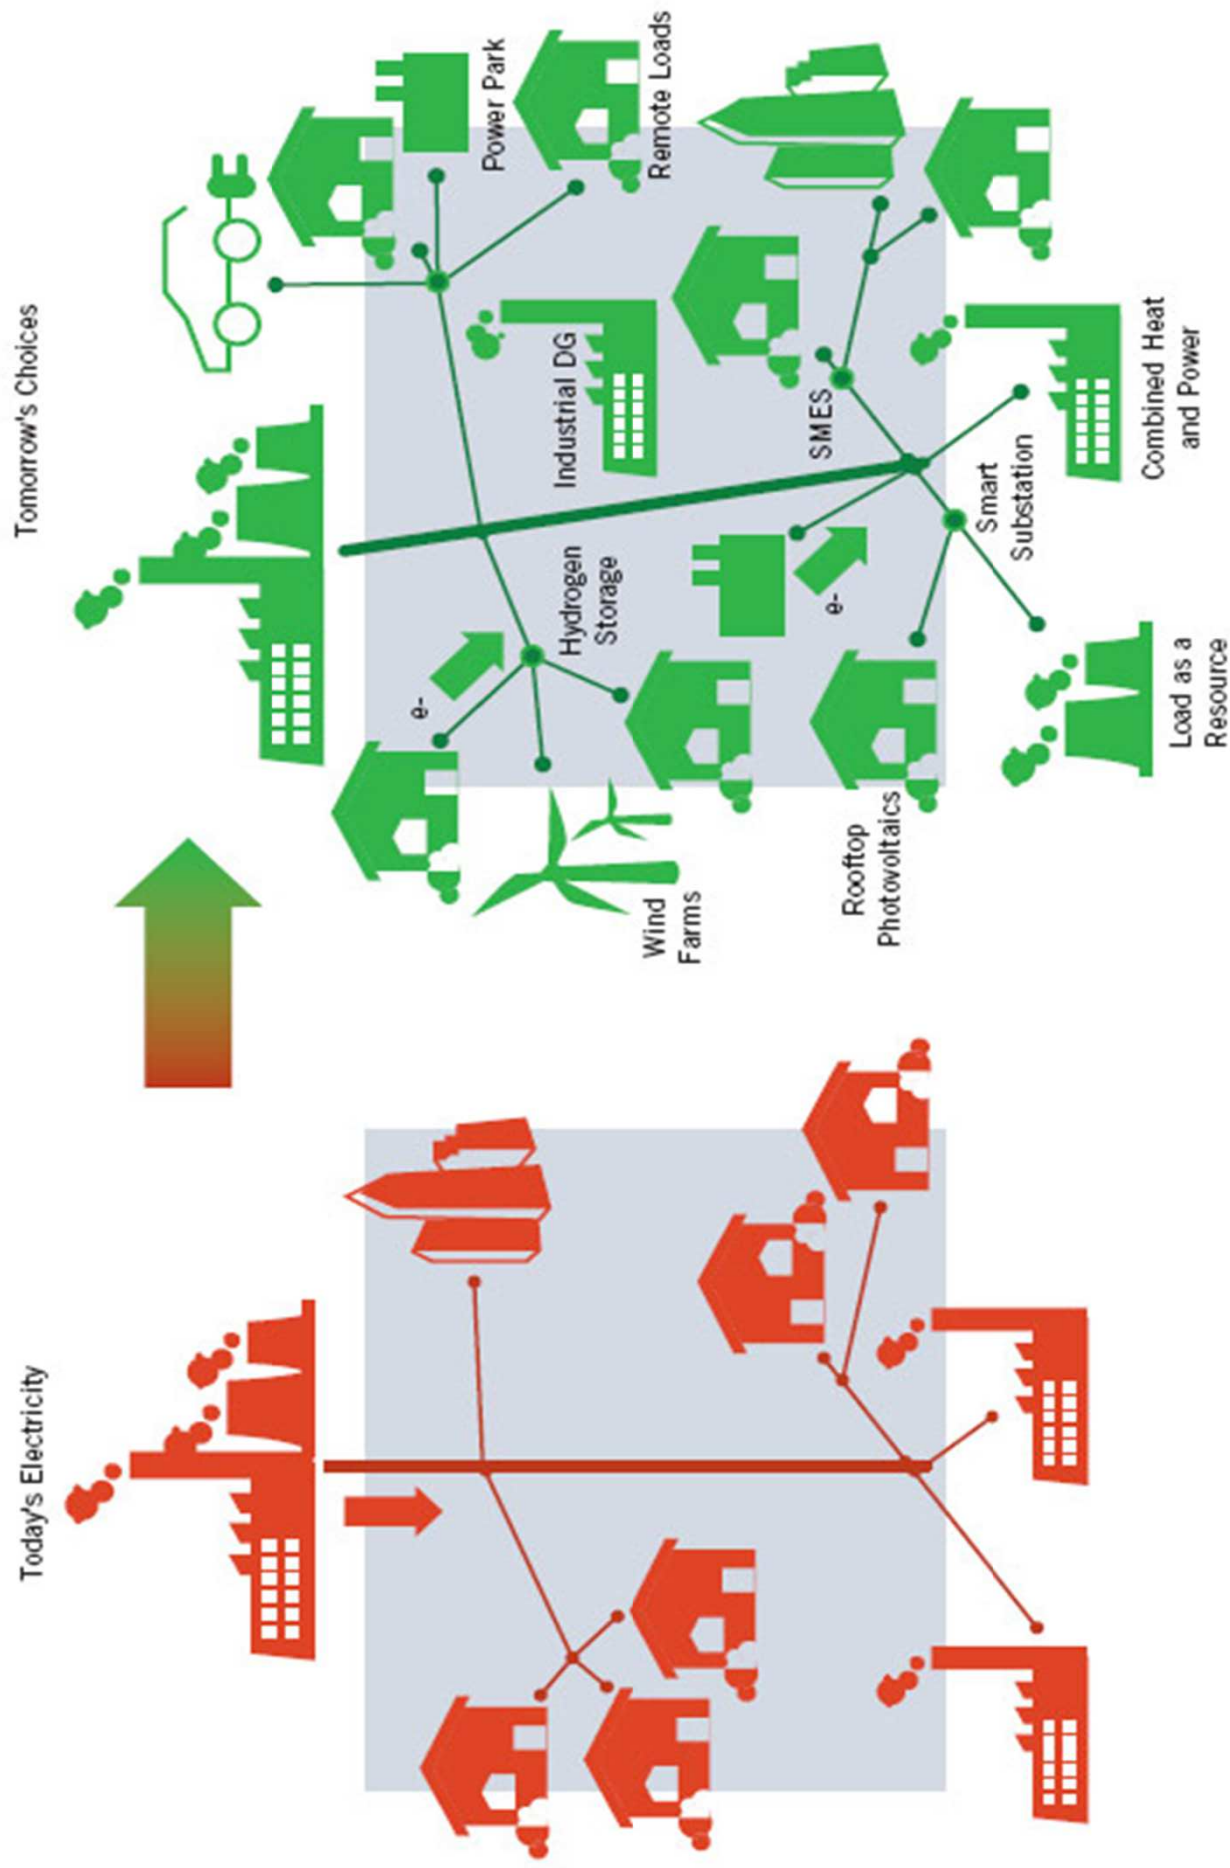 Today's Electricity
Tomorrow's Choices
e-
Hydrogen
Storage
Industrial DG
Power Park
Remote Loads
Wind
Farms
Rooftop
Photovoltaics
e-
SMES
Smart
Substation
Load as a
Resource
Combined Heat
and Power